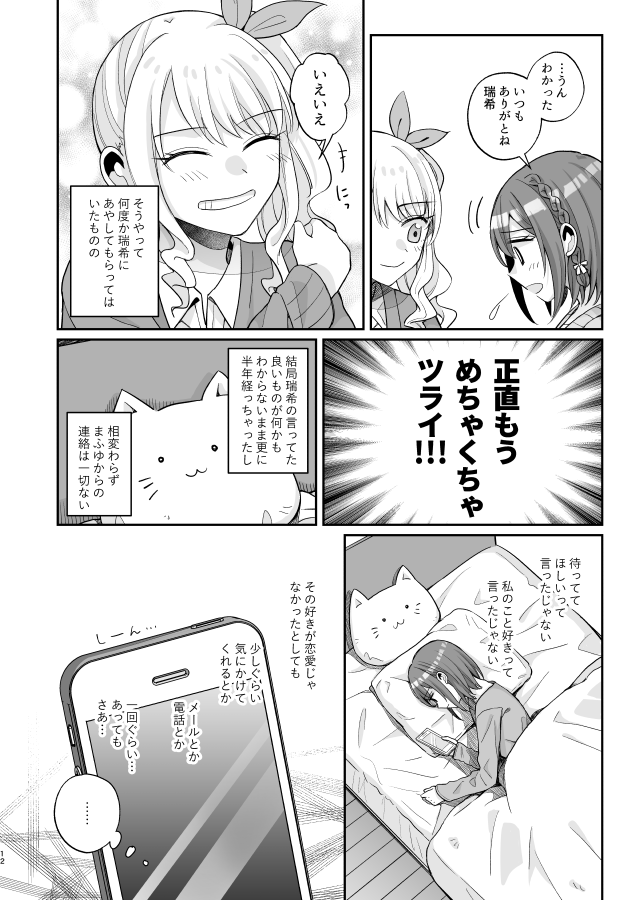 …うん
わかった
いつも
ありがとね
瑞希
いえいえ
にこっ
そうやって
何度か瑞希に
あやしてもらっては
いたものの
正直もう
めちゃくちゃ
ツライ!!!
結局瑞希の言ってた
良いものが何かも
わからないまま更に
半年経っちゃったし
相変わらず
まふゆからの
連絡は一切ない
待ってて
ほしいって
言ったじゃない
私のこと好きって
言ったじゃない
その好きが恋愛じゃ
なかったとしても
しーん…
少しぐらい
気にかけて
くれるとか
メールとか
電話とか
一回ぐらい…
あっても
さあ…
……
12